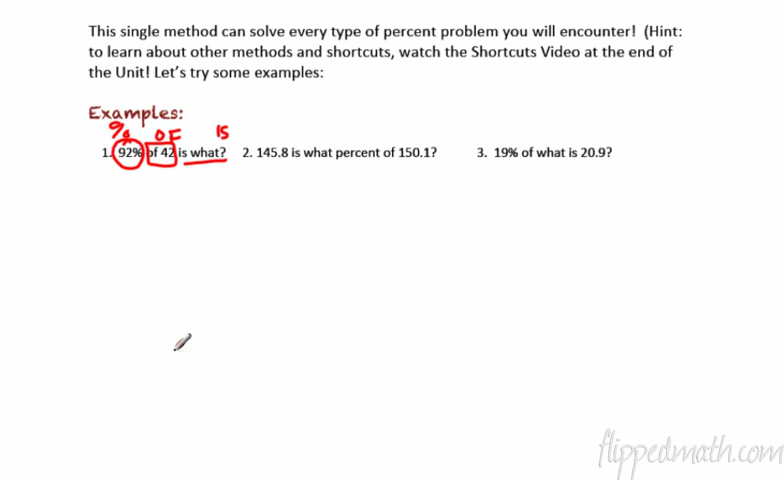 This single method can solve every type of percent problem you will encounter! (Hint:
to learn about other methods and shortcuts, watch the Shortcuts Video at the end of
the Unit! Let's try some examples:
Examples:
% OF IS
1. 92% of 42 is what? 2. 145.8 is what percent of 150.1? 3. 19% of what is 20.9?
flippedmath.com